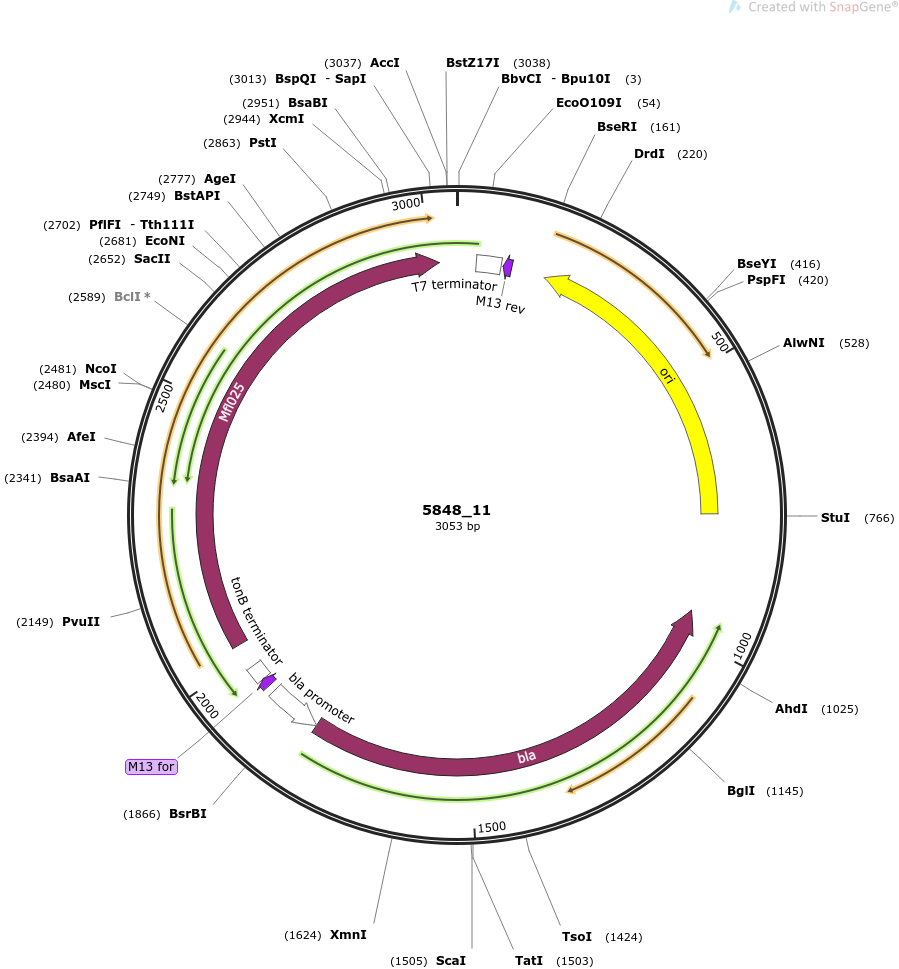 Created with SnapGene®
(3037) AccI
BstZ17I (3038)
(3013) BspQI - SapI
BbvCI - Bpu10I (3)
(2951) BsaBI
EcoO109I (54)
(2944) XcmI
BseRI (161)
(2863) PstI
DrdI (220)
(2777) AgeI
(2749) BstAPI
3000
(2702) PflFI - Tth111I
(2681) EcoNI
(2652) SacII
BseYI (416)
PspFI (420)
T7 terminator
(2589) BclI *
M13 rev
500
AlwNI (528)
(2481) NcoI
ori
(2480) MscI
2500
Mfl025
(2394) AfeI
(2341) BsaAI
5848_11
StuI (766)
3053 bp
(2149) PvuII
tonB terminator
1000
2000
bla promoter
AhdI (1025)
bla
M13 for
BglI (1145)
(1866) BsrBI
1500
(1624) XmnI
TsoI (1424)
(1505) ScaI
TatI (1503)